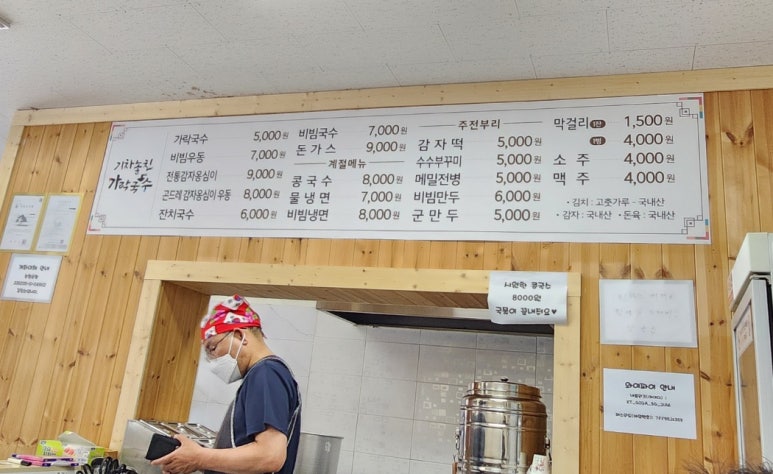 기차놀린
가락국수
가락국수 5,000원
비빔우동 7,000원
전통감자옹심이 9,000원
곤드레 감자옹심이 우동 8,000원
잔치국수 6,000원
비빔국수 7,000원
돈가스 9,000원
계절메뉴
콩국수 8,000원
물냉면 7,000원
비빔냉면 8,000원
주전부리
감자떡 5,000원
수수부꾸미 5,000원
메밀전병 5,000원
비빔만두 6,000원
군만두 5,000원
막걸리 1,500원
4,000원
소주 4,000원
맥주 4,000원
· 김치 : 고춧가루 - 국내산
· 감자 : 국내산 · 돈육 : 국내산
시원한 콩국수
8000원
국물이 끝내줘요♥
와이파이 안내